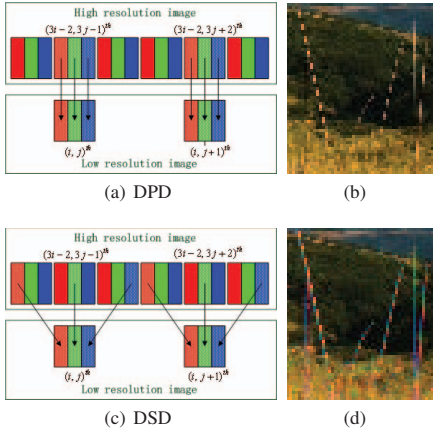 High resolution image
(3i-2, 3j-1)^th (3i-2, 3j+2)^th
(i, j)^th (i, j+1)^th
Low resolution image
(a) DPD (b)
High resolution image
(3i-2, 3j-1)^th (3i-2, 3j+2)^th
(i, j)^th (i, j+1)^th
Low resolution image
(c) DSD (d)